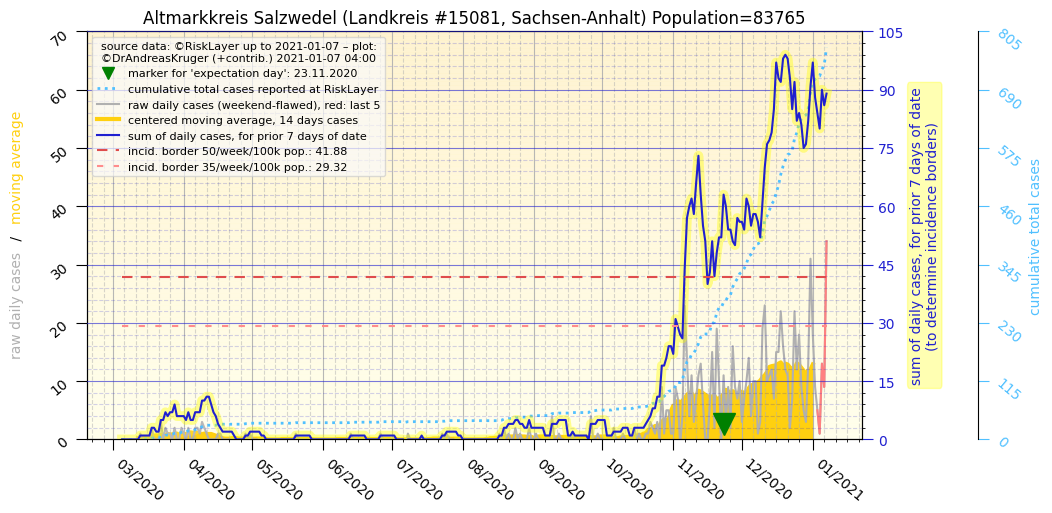 Altmarkkreis Salzwedel (Landkreis #15081, Sachsen-Anhalt) Population=83765
source data: ©RiskLayer up to 2021-01-07 – plot:
©DrAndreasKruger (+contrib.) 2021-01-07 04:00
marker for 'expectation day': 23.11.2020
cumulative total cases reported at RiskLayer
raw daily cases (weekend-flawed), red: last 5
centered moving average, 14 days cases
sum of daily cases, for prior 7 days of date
incid. border 50/week/100k pop.: 41.88
incid. border 35/week/100k pop.: 29.32
raw daily cases / moving average
70
60
50
40
30
20
10
0
105
90
75
60
45
30
15
0
sum of daily cases, for prior 7 days of date
(to determine incidence borders)
805
690
575
460
345
230
115
0
cumulative total cases
03/2020
04/2020
05/2020
06/2020
07/2020
08/2020
09/2020
10/2020
11/2020
12/2020
01/2021